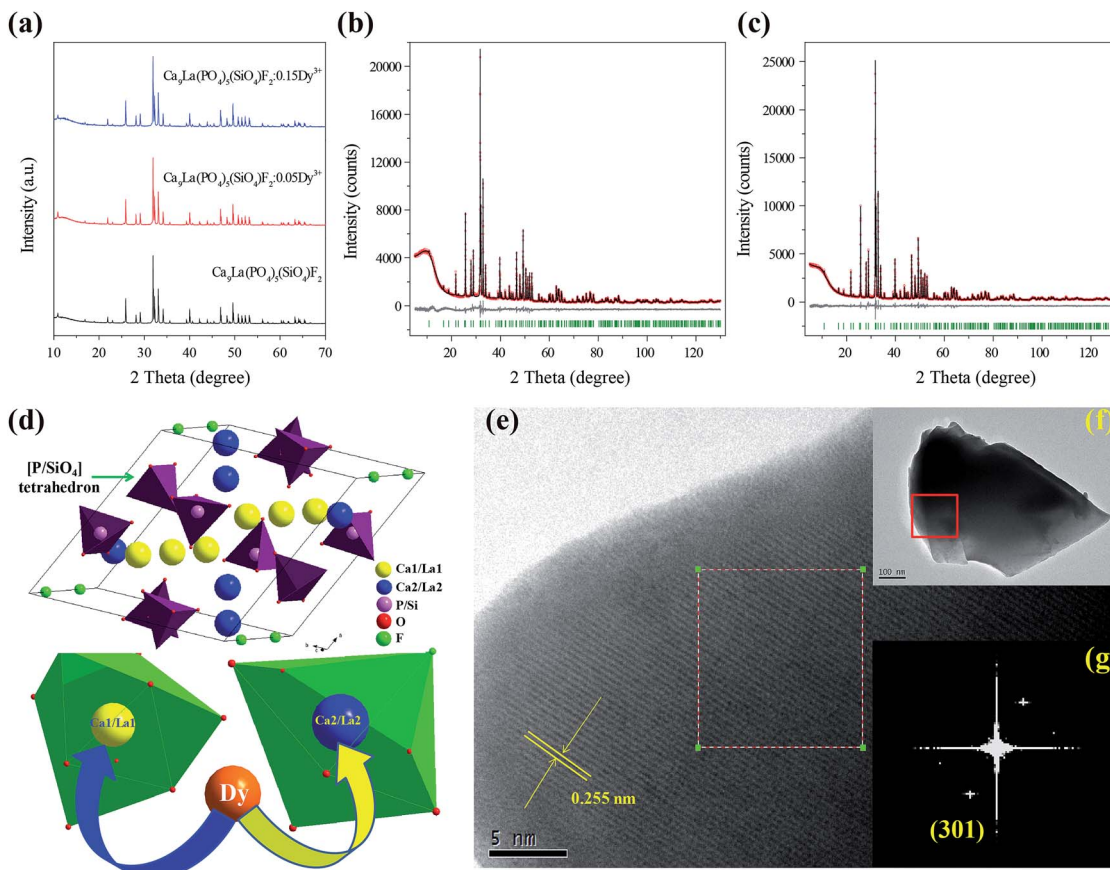 (a)
Intensity (a.u.)
Ca₉La(PO₄)₅(SiO₄)F₂:0.15Dy³⁺
Ca₉La(PO₄)₅(SiO₄)F₂:0.05Dy³⁺
Ca₉La(PO₄)₅(SiO₄)F₂
10 20 30 40 50 60 70
2 Theta (degree)
(b)
Intensity (counts)
20000
16000
12000
8000
4000
0
20 40 60 80 100 120
2 Theta (degree)
(c)
Intensity (counts)
25000
20000
15000
10000
5000
0
20 40 60 80 100 120
2 Theta (degree)
(d)
[P/SiO₄]
tetrahedron
Ca1/La1
Ca2/La2
P/Si
O
F
a
b
c
Ca1/La1
Ca2/La2
Dy
(e)
0.255 nm
5 nm
(f)
100 nm
(g)
(301)